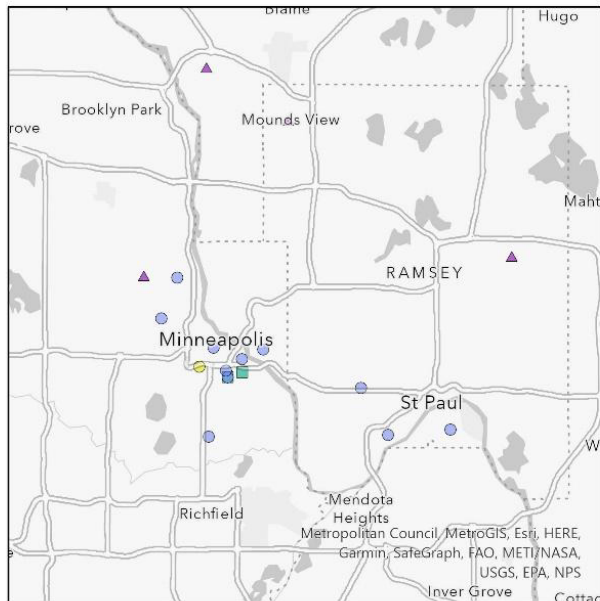 Blaine
Hugo
Brooklyn Park
Mounds View
rove
Maht
RAMSEY
Minneapolis
St Paul
W
Mendota
Heights
Richfield
Metropolitan Council, MetroGIS, Esri, HERE,
Garmin, SafeGraph, FAO, METI/NASA,
USGS, EPA, NPS
e
Inver Grove
Cottag